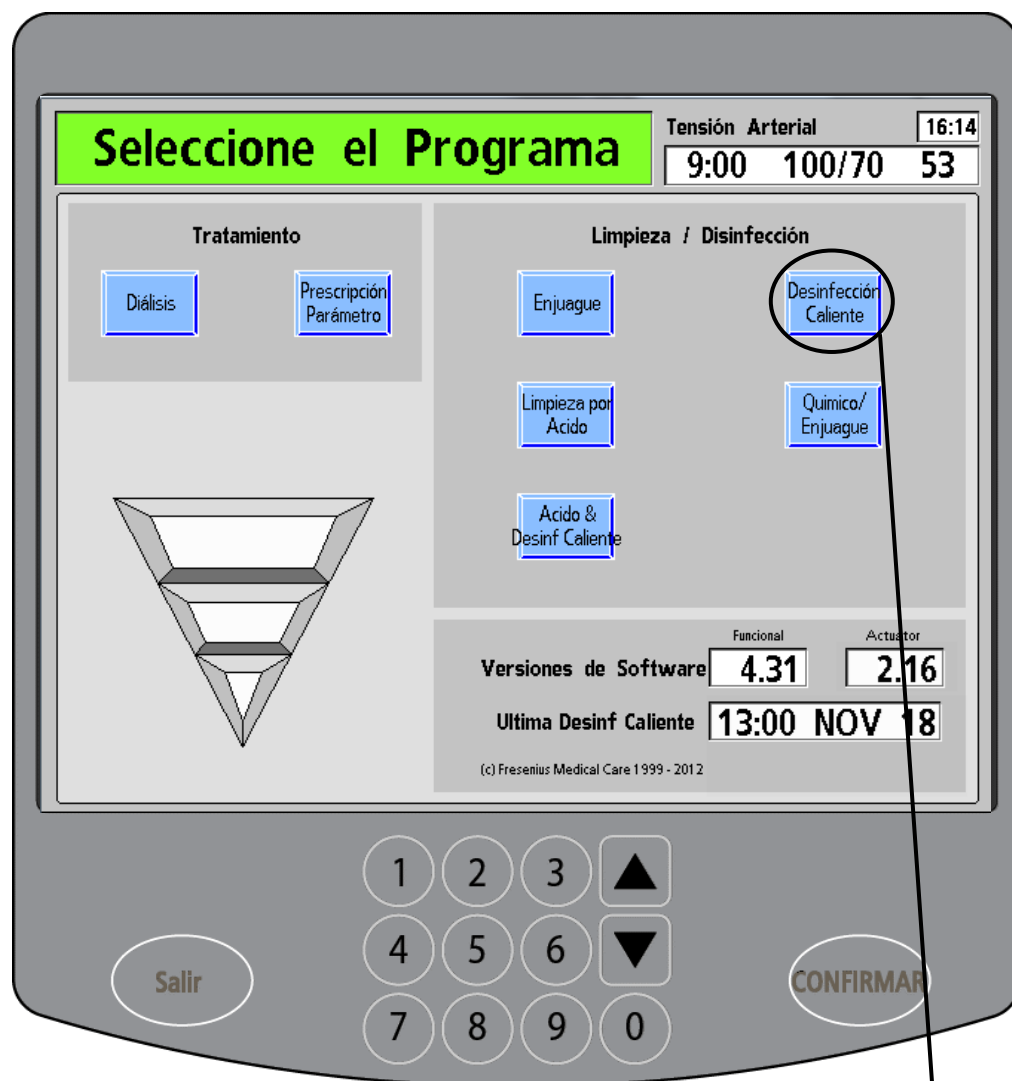 Seleccione el Programa
Tensión Arterial
16:14
9:00 100/70 53
Tratamiento
Diálisis
Prescripción
Parámetro
Limpieza / Disinfección
Enjuague
Desinfección
Caliente
Limpieza por
Acido
Quimico/
Enjuague
Acido &
Desinf Caliente
Funcional
Actuator
Versiones de Software 4.31 2.16
Ultima Desinf Caliente 13:00 NOV 18
(c) Fresenius Medical Care 1999 - 2012
1 2 3
4 5 6
Salir
CONFIRMAR
7 8 9 0